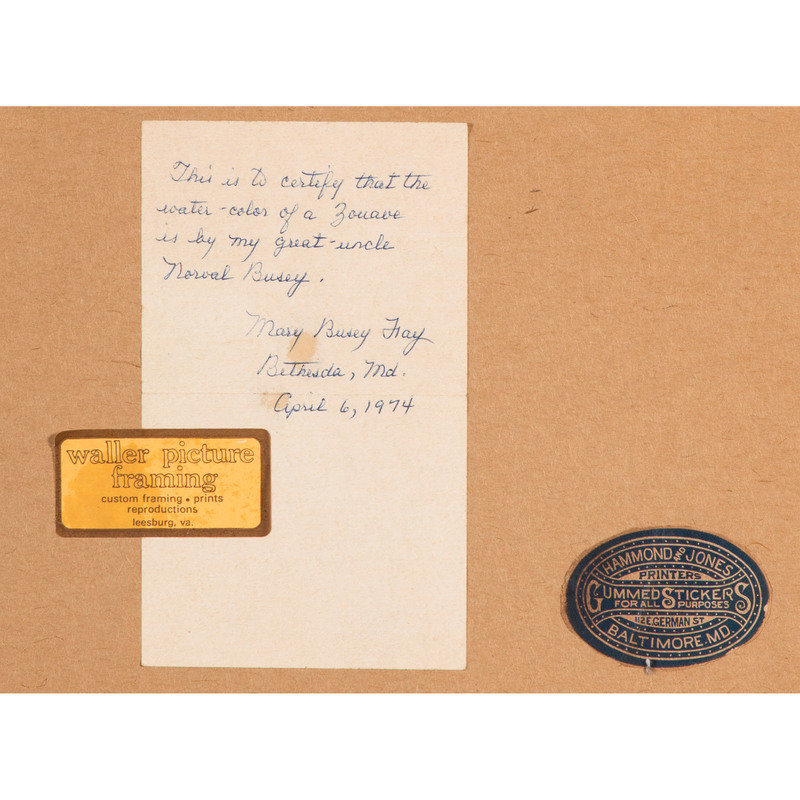 This is to certify that the
water-color of a Zouave
is by my great-uncle
Norval Busey.
Mary Busey Fray
Bethesda, Md.
April 6, 1974
waller picture
framing
custom framing • prints
reproductions
leesburg, va.
HAMMOND AND JONES
PRINTERS
GUMMED STICKERS
FOR ALL PURPOSES
112 E. GERMAN ST
BALTIMORE. MD